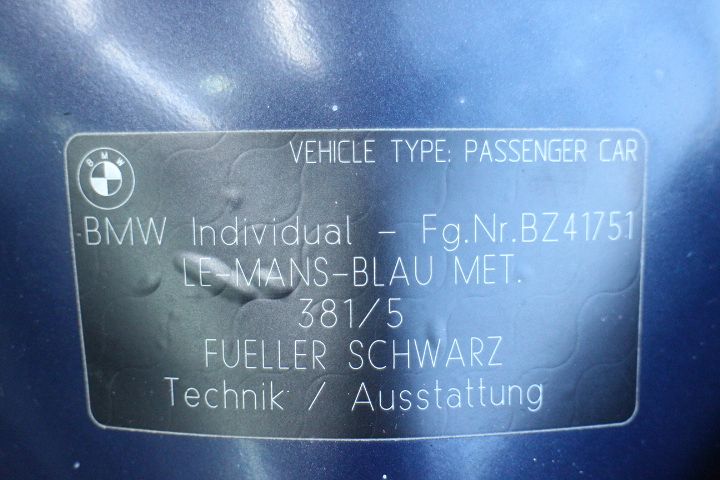 BMW
VEHICLE TYPE: PASSENGER CAR
BMW Individual - Fg.Nr.BZ41751
LE-MANS-BLAU MET.
381/5
FUELLER SCHWARZ
Technik / Ausstattung